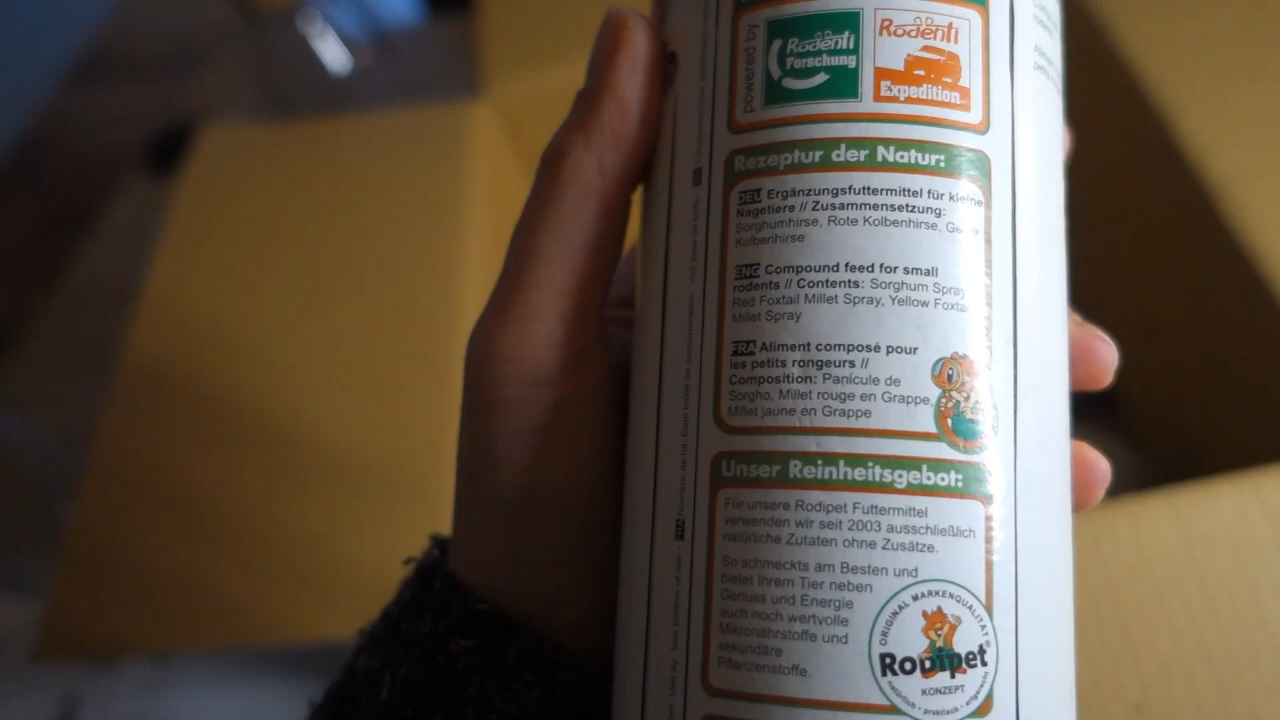 powered by
Rodenti
Forschung
Rodenti
Expedition
Rezeptur der Natur:
DEU Ergänzungsfuttermittel für kleine
Nagetiere // Zusammensetzung:
Sorghumhirse, Rote Kolbenhirse,
Kolbenhirse
ENG Compound feed for small
rodents // Contents: Sorghum Spray
Red Foxtail Millet Spray, Yellow Foxta
Millet Spray
FRA Aliment composé pour
les petits rongeurs //
Composition: Panicule de
Sorgho, Millet rouge en Grappe,
Millet jaune en Grappe
Unser Reinheitsgebot:
Für unsere Rodipet Futtermittel
verwenden wir seit 2003 ausschließlich
natürliche Zutaten ohne Zusätze.
So schmeckts am Besten und
bietet Ihrem Tier neben
Genuss und Energie
auch noch wertvolle
Mikronährstoffe und
sekundäre
Pflanzenstoffe.
ORIGINAL MARKENQUALITÄT
Rodipet®
KONZEPT
natürlich • praktisch • artgerecht